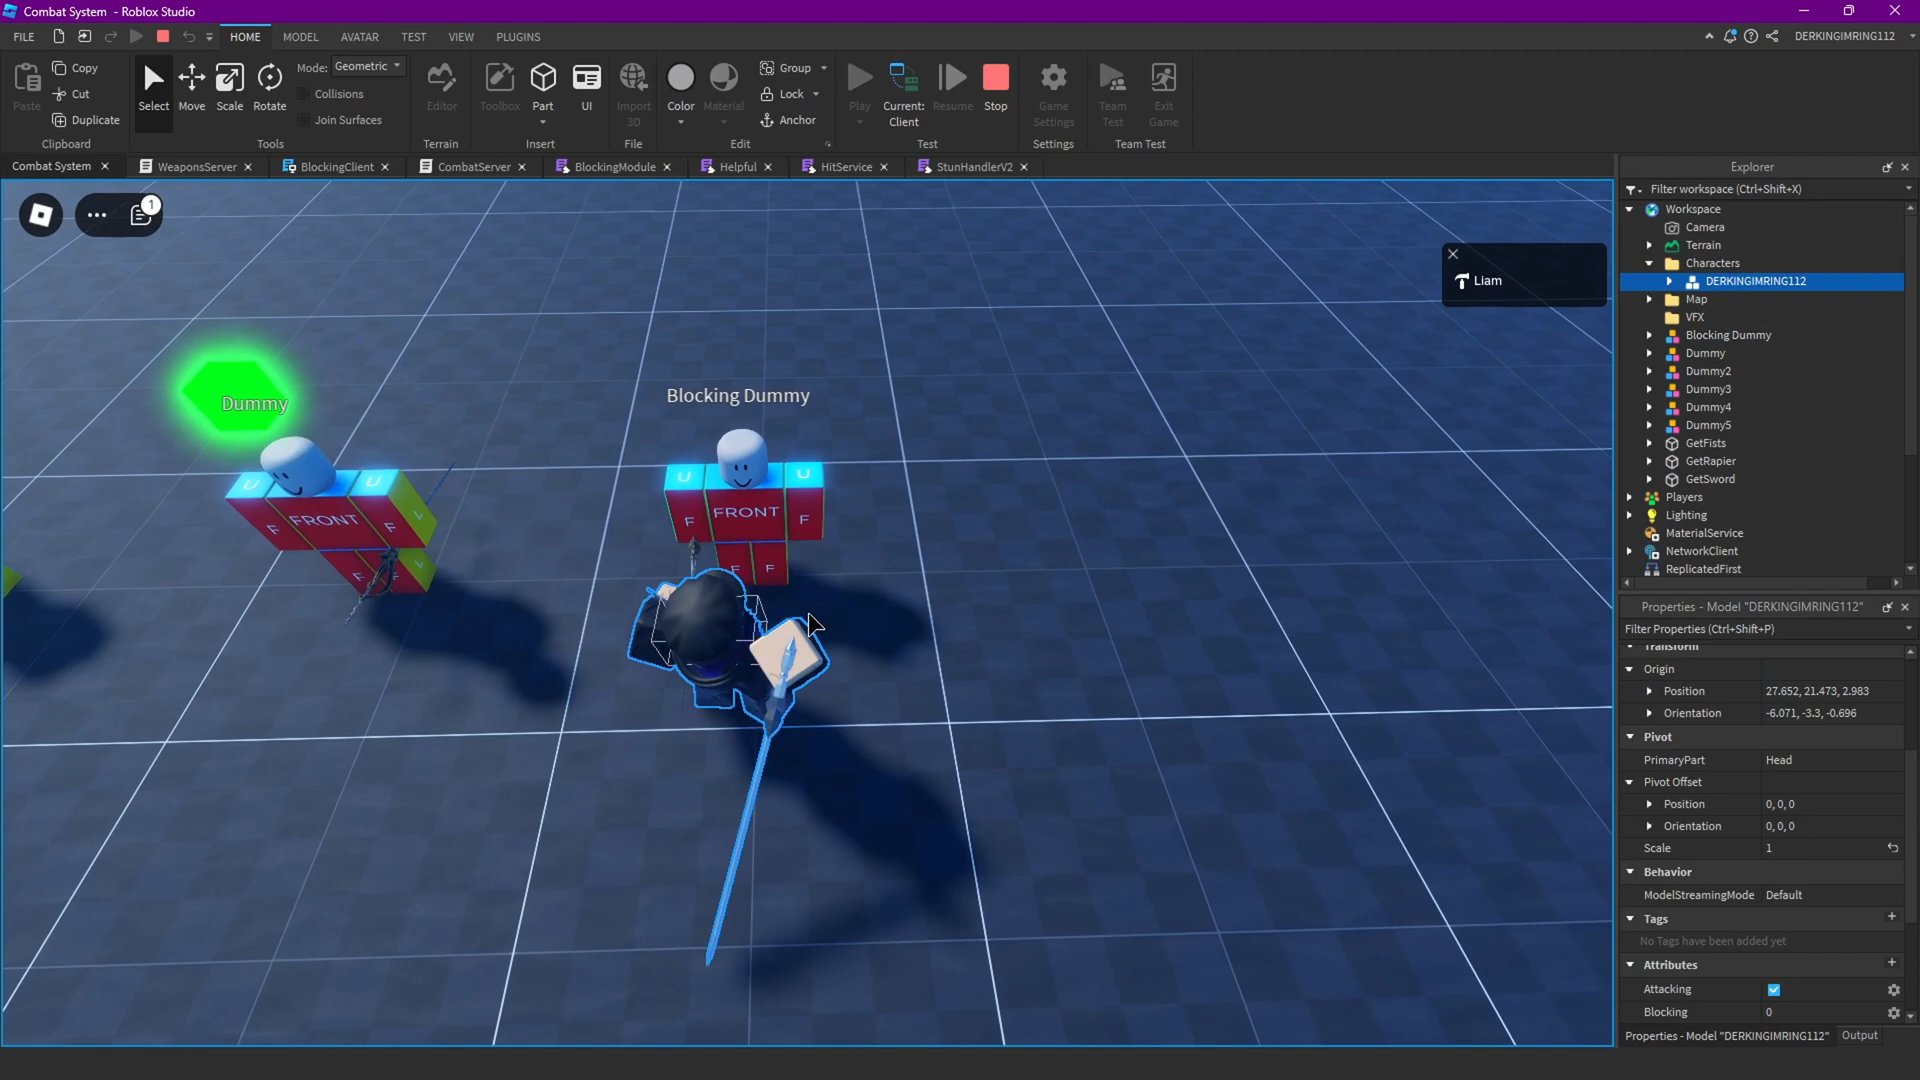 Combat System - Roblox Studio
FILE HOME MODEL AVATAR TEST VIEW PLUGINS DERKINGIMRING112
Paste Copy Cut Duplicate
Clipboard
Select Move Scale Rotate Mode: Geometric Collisions Join Surfaces
Tools
Editor
Terrain
Toolbox Part UI
Insert
Import 3D
File
Color Material Group Lock Anchor
Edit
Play Current: Client Resume Stop
Test
Game Settings
Settings
Team Test Exit Game
Team Test
Combat System WeaponsServer BlockingClient CombatServer BlockingModule Helpful HitService StunHandlerV2
1
Liam
Dummy
Blocking Dummy
U U
F FRONT F L
F F L
U U
F FRONT F
F F
Explorer
Filter workspace (Ctrl+Shift+X)
Workspace
Camera
Terrain
Characters
DERKINGIMRING112
Map
VFX
Blocking Dummy
Dummy
Dummy2
Dummy3
Dummy4
Dummy5
GetFists
GetRapier
GetSword
Players
Lighting
MaterialService
NetworkClient
ReplicatedFirst
Properties - Model "DERKINGIMRING112"
Filter Properties (Ctrl+Shift+P)
Transform
Origin
Position 27.652, 21.473, 2.983
Orientation -6.071, -3.3, -0.696
Pivot
PrimaryPart Head
Pivot Offset
Position 0, 0, 0
Orientation 0, 0, 0
Scale 1
Behavior
ModelStreamingMode Default
Tags
No Tags have been added yet
Attributes
Attacking
Blocking 0
Properties - Model "DERKINGIMRING112" Output